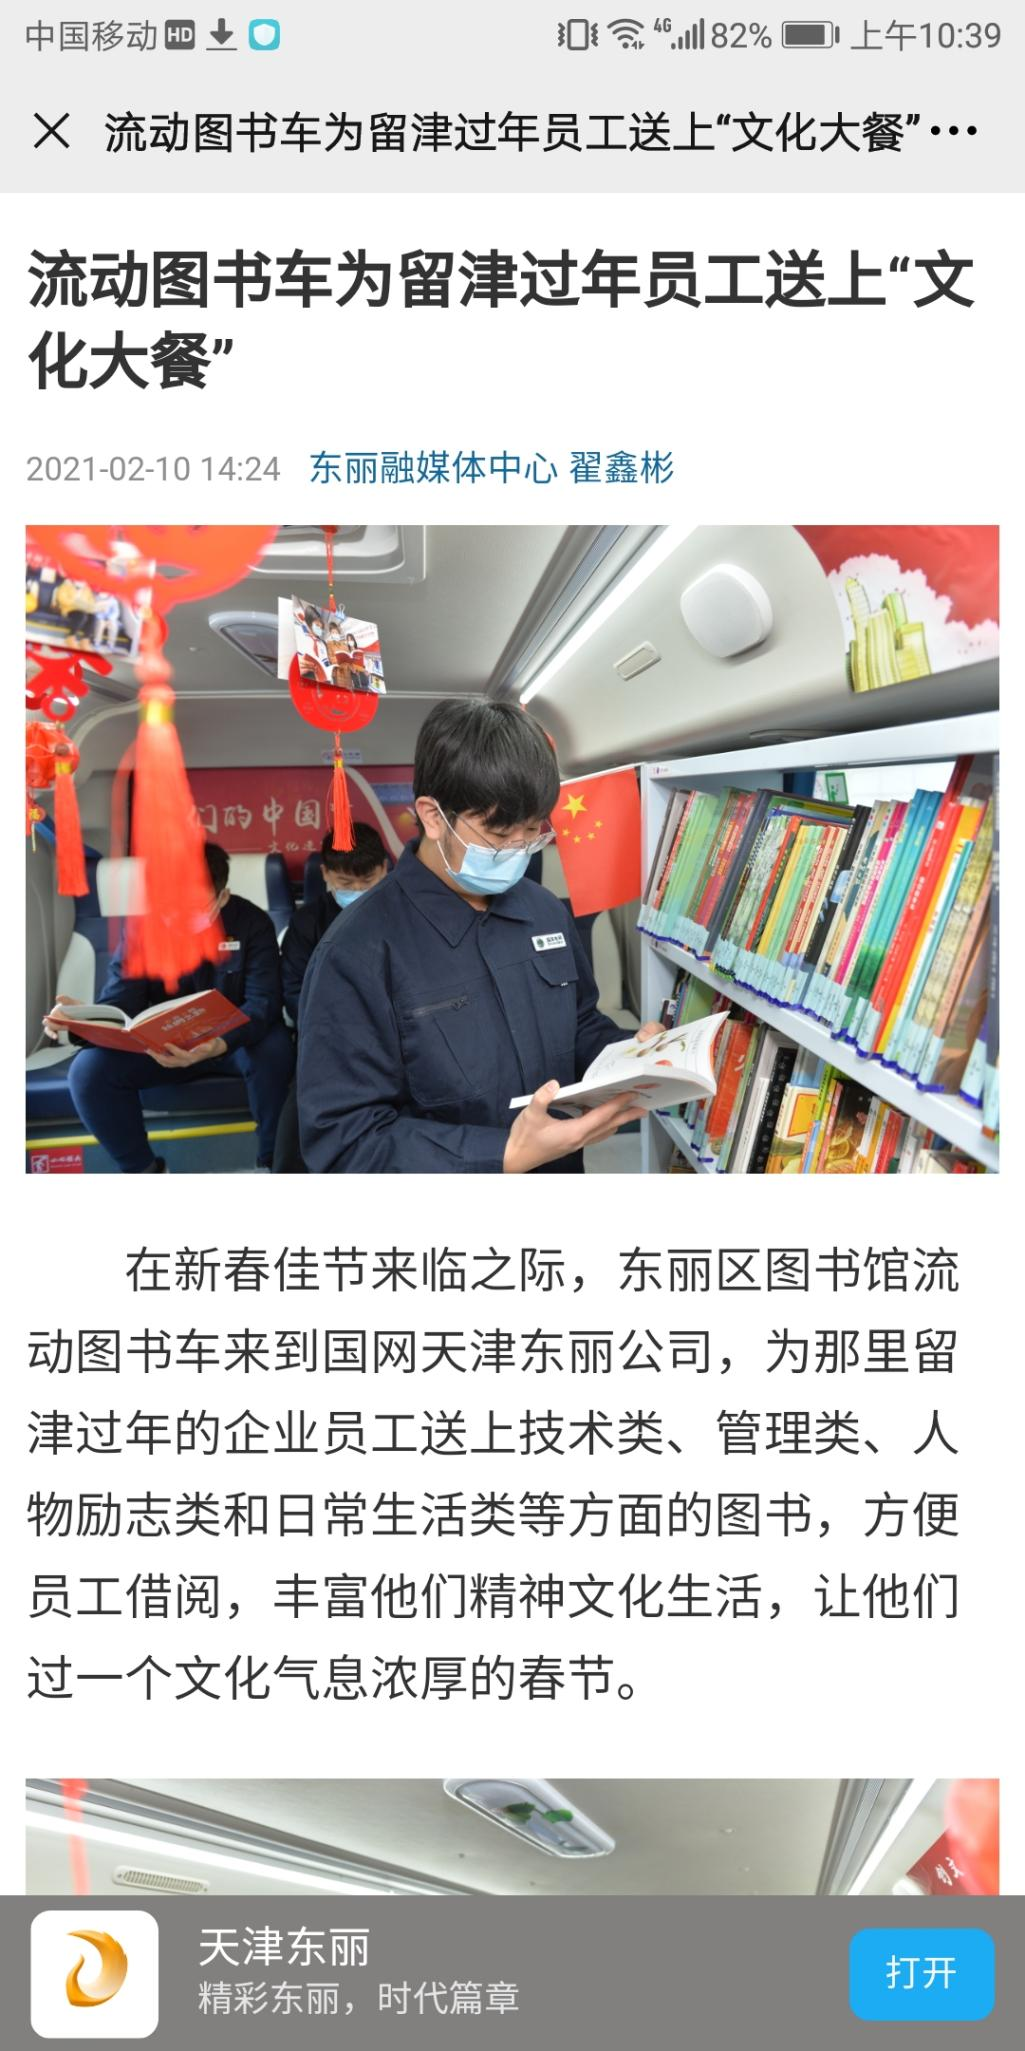 中国移动 HD 4G 82% 上午10:39
流动图书车为留津过年员工送上“文化大餐”
流动图书车为留津过年员工送上“文
化大餐”
2021-02-10 14:24 东丽融媒体中心 翟鑫彬
们的中国
在新春佳节来临之际，东丽区图书馆流
动图书车来到国网天津东丽公司，为那里留
津过年的企业员工送上技术类、管理类、人
物励志类和日常生活类等方面的图书，方便
员工借阅，丰富他们精神文化生活，让他们
过一个文化气息浓厚的春节。
天津东丽
精彩东丽，时代篇章
打开